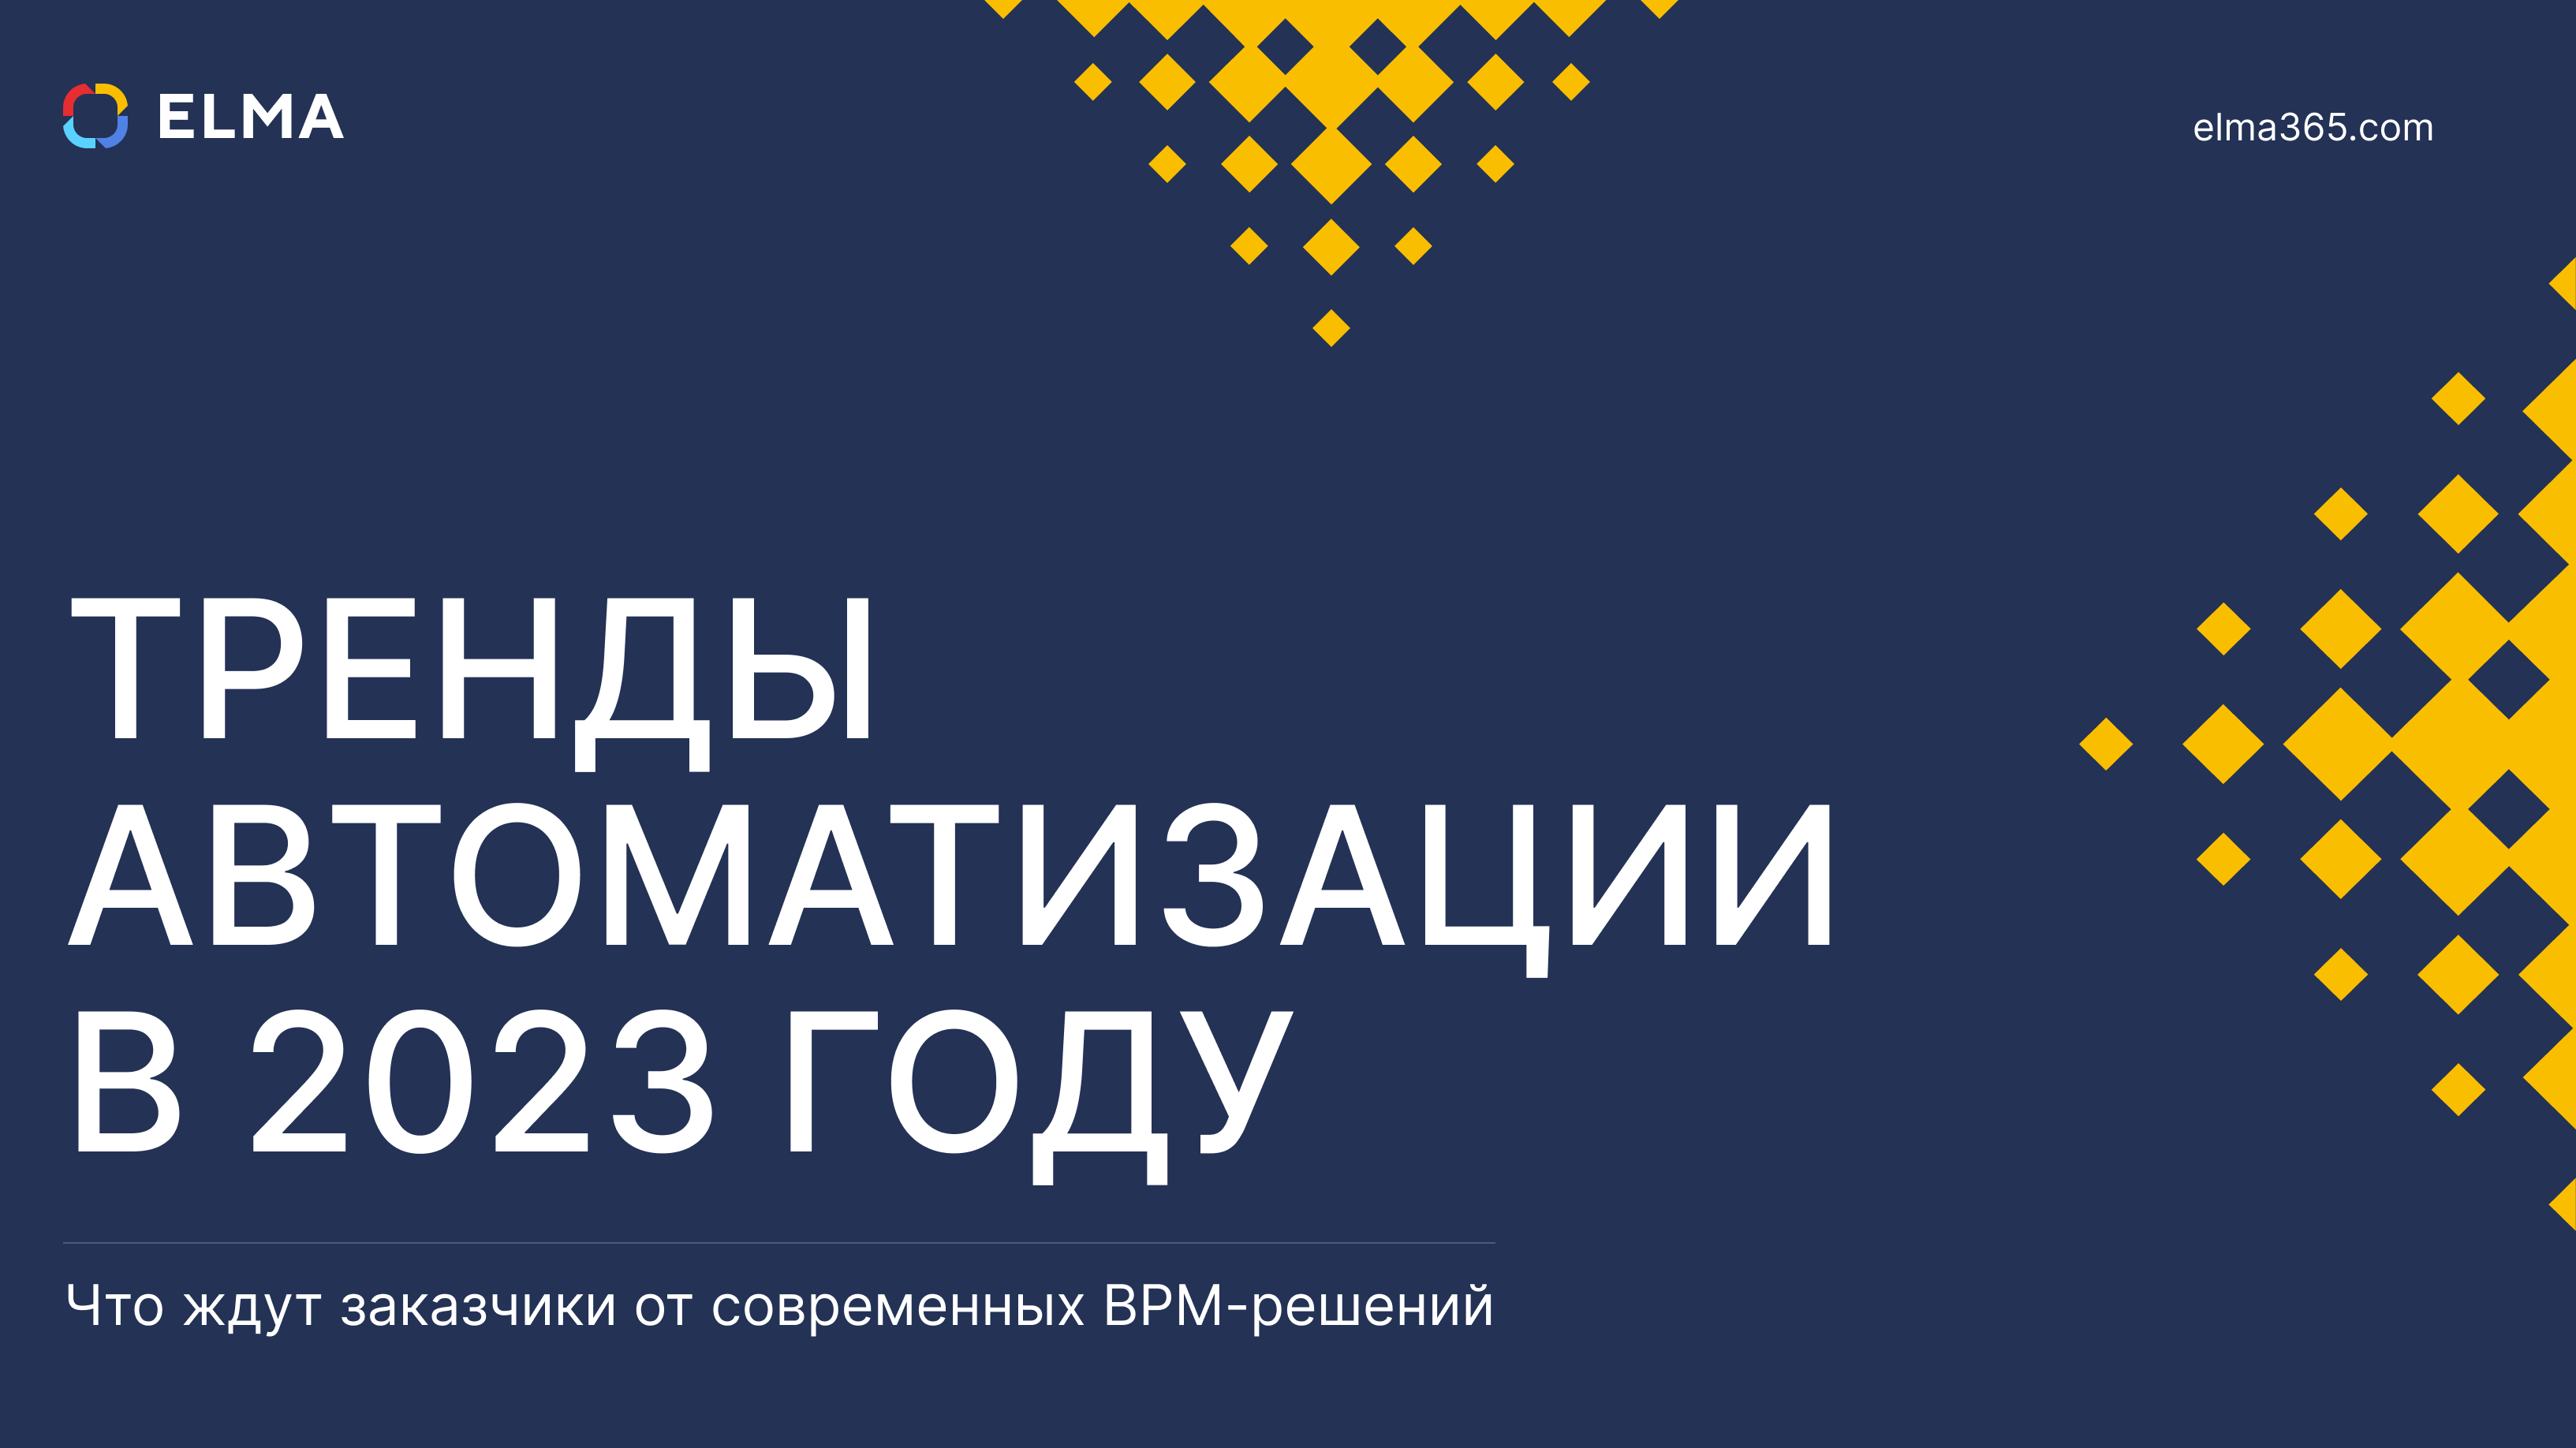 ELMA
elma365.com
ТРЕНДЫ
АВТОМАТИЗАЦИИ
В 2023 ГОДУ
Что ждут заказчики от современных BPM-решений